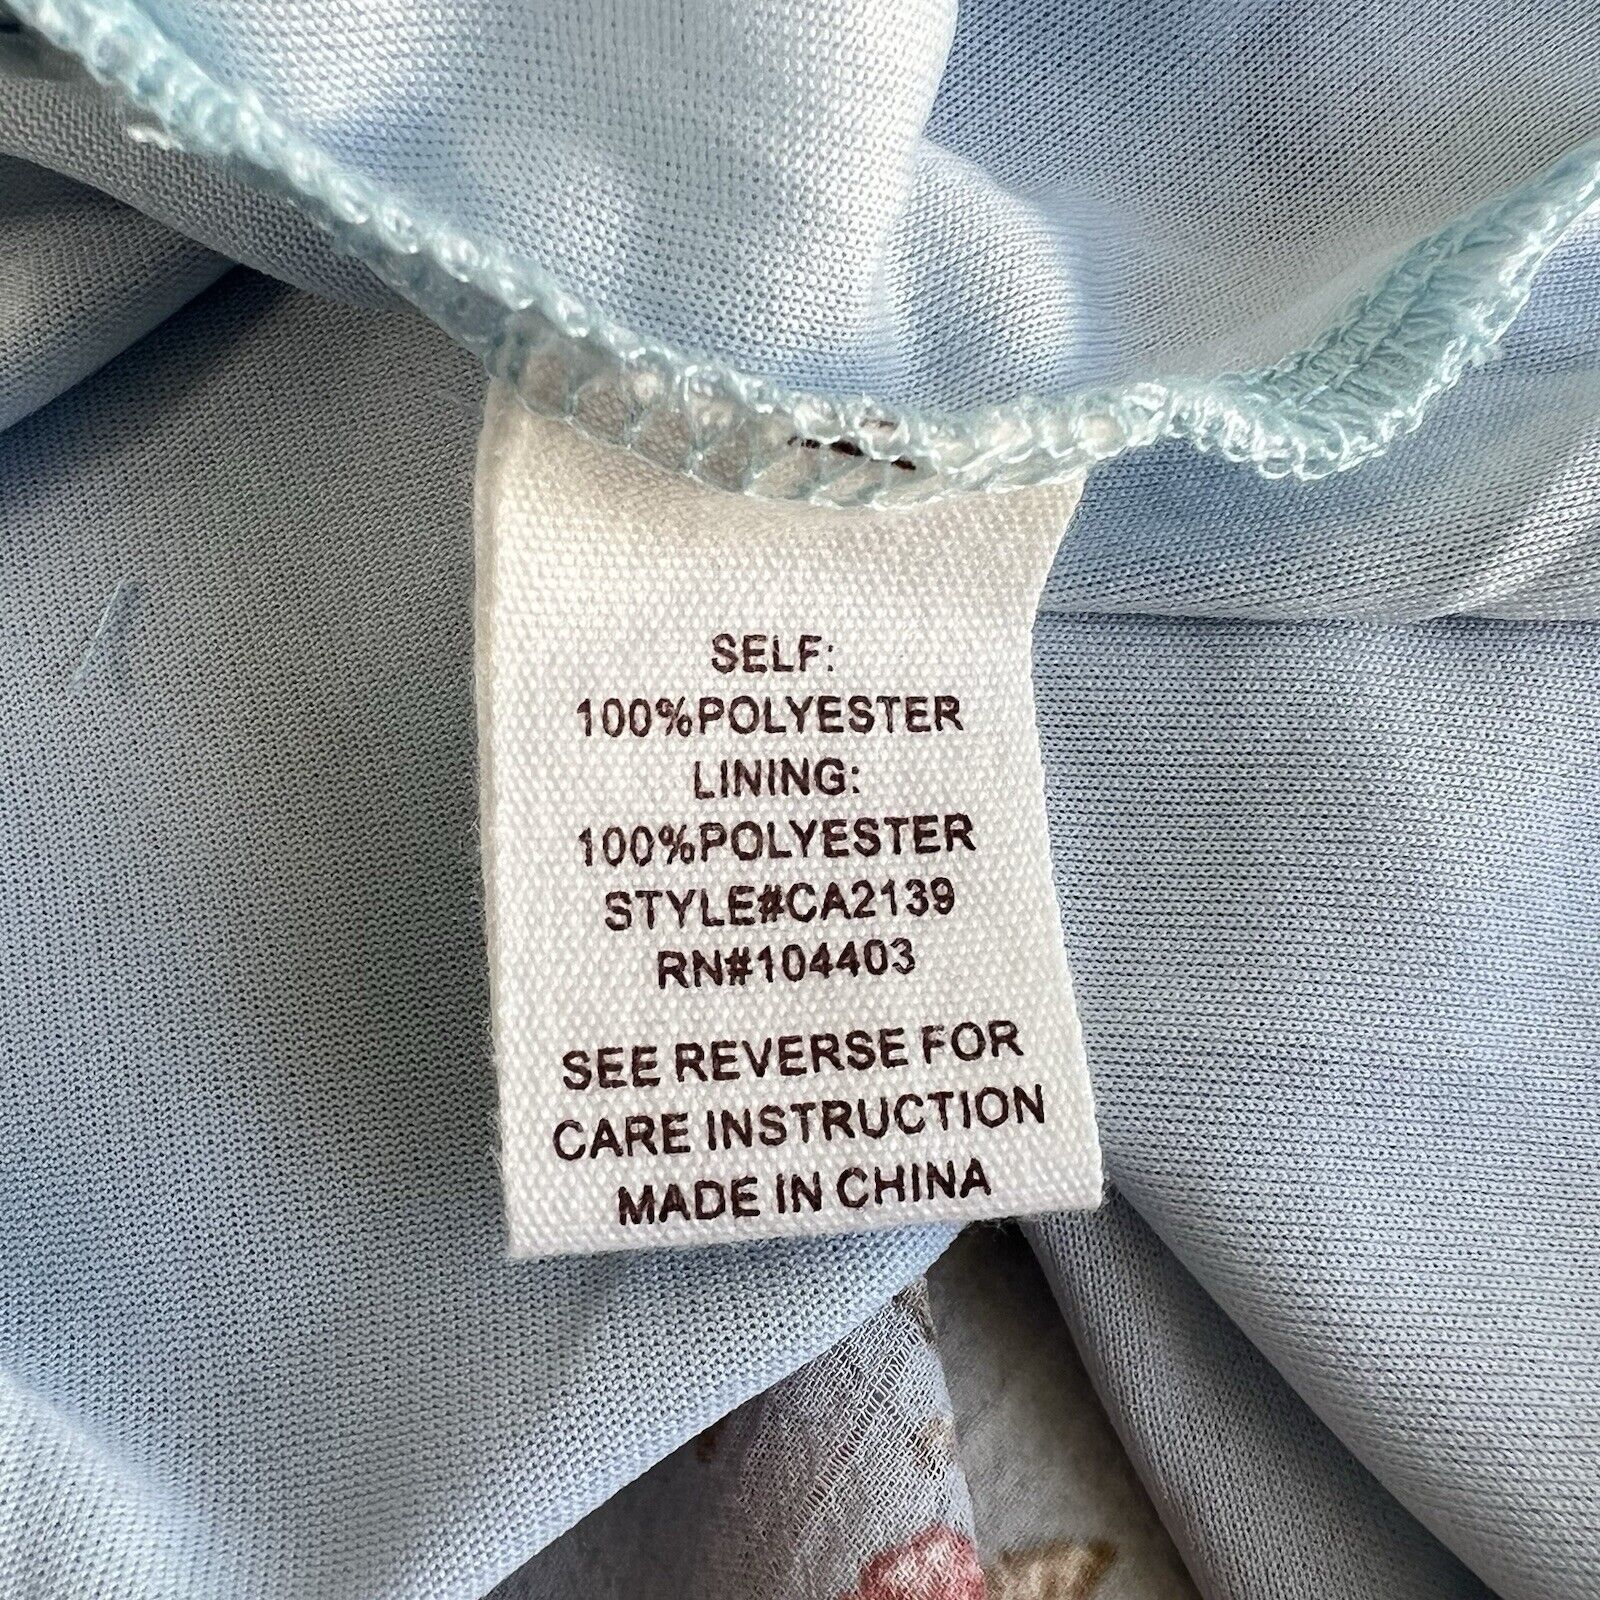 SELF:
100%POLYESTER
LINING:
100%POLYESTER
STYLE#CA2139
RN#104403
SEE REVERSE FOR
CARE INSTRUCTION
MADE IN CHINA